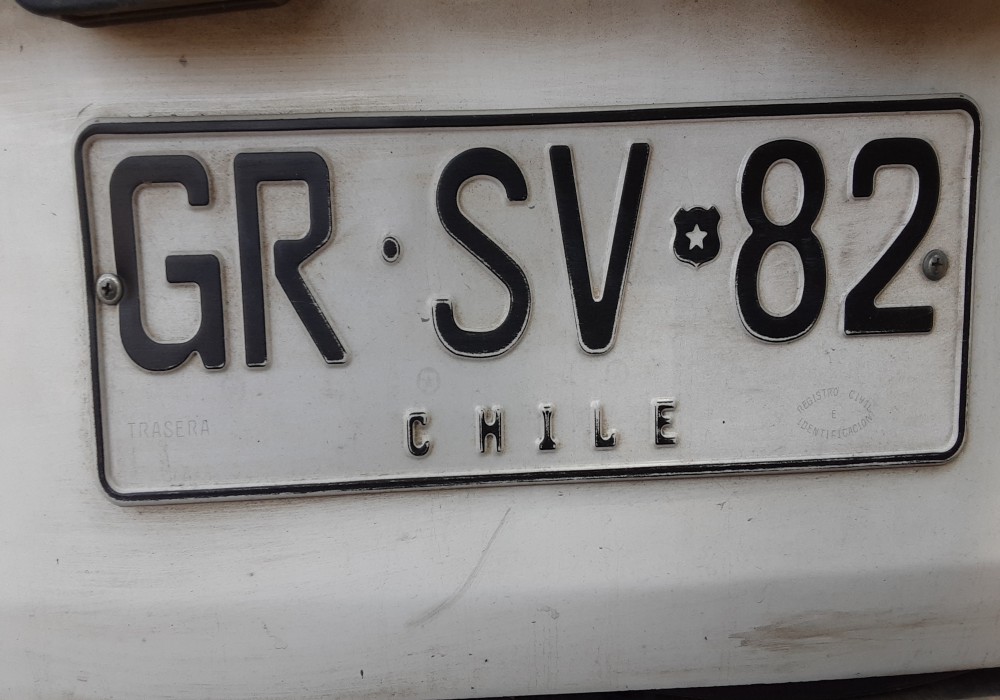 GR·SV 82
CHILE
TRASERA
REGISTRO CIVIL
E
IDENTIFICACION